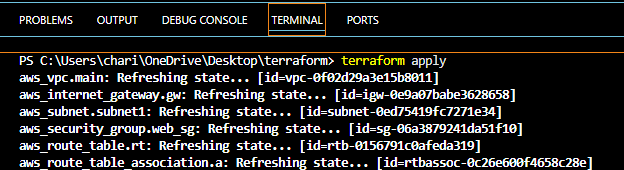 PROBLEMS OUTPUT DEBUG CONSOLE TERMINAL PORTS
PS C:\Users\chari\OneDrive\Desktop\terraform> terraform apply
aws_vpc.main: Refreshing state... [id=vpc-0f02d29a3e15b8011]
aws_internet_gateway.gw: Refreshing state... [id=igw-0e9a07babe3628658]
aws_subnet.subnet1: Refreshing state... [id=subnet-0ed75419fc7271e34]
aws_security_group.web_sg: Refreshing state... [id=sg-06a3879241da51f10]
aws_route_table.rt: Refreshing state... [id=rtb-0156791c0afeda319]
aws_route_table_association.a: Refreshing state... [id=rtbassoc-0c26e600f4658c28e]